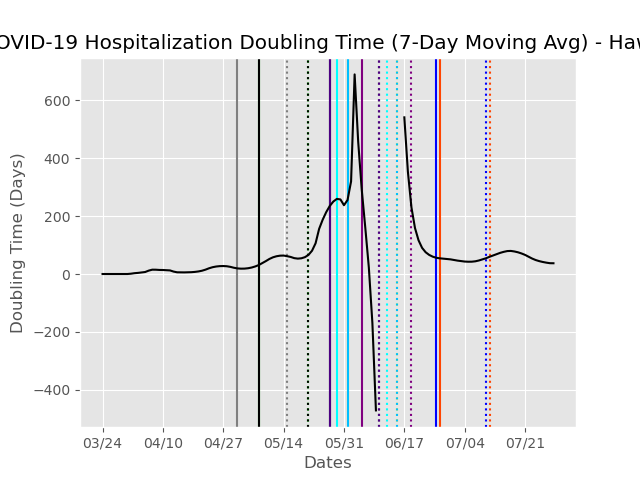 OVID-19 Hospitalization Doubling Time (7-Day Moving Avg) - Haw
600
400
200
0
−200
−400
Doubling Time (Days)
03/24 04/10 04/27 05/14 05/31 06/17 07/04 07/21
Dates